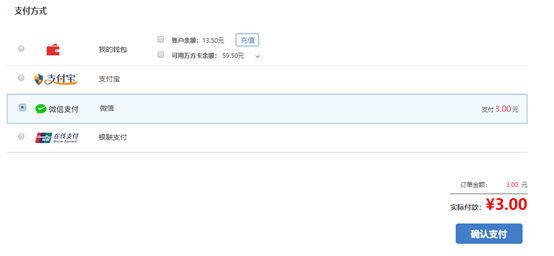 支付方式
我的钱包
账户余额：13.50元 充值
可用万方卡余额： 59.50元
支付宝 支付宝
微信支付 微信 支付 3.00 元
在线支付 银联支付
订单金额： 3.00 元
实际付款：¥3.00
确认支付